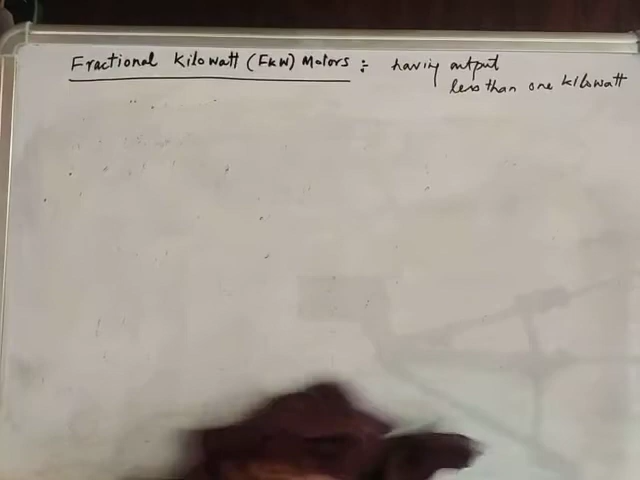 Fractional Kilowatt (FKW) Motors : having output
less than one kilowatt